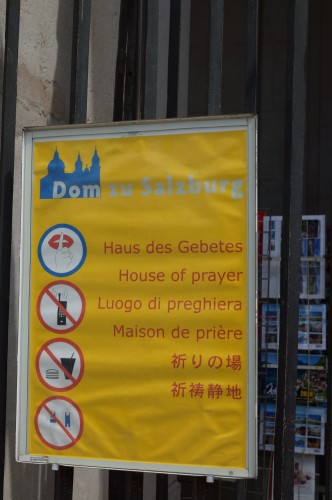 Dom zu Salzburg
Haus des Gebetes
House of prayer
Luogo di preghiera
Maison de prière
祈りの場
祈祷静地